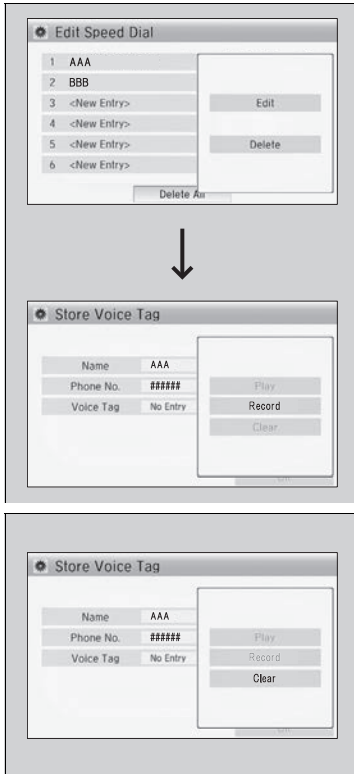 Edit Speed Dial
1 AAA
2 BBB
3 <New Entry>
4 <New Entry>
5 <New Entry>
6 <New Entry>
Edit
Delete
Delete All
Store Voice Tag
Name AAA
Phone No. ######
Voice Tag No Entry
Play
Record
Clear
Store Voice Tag
Name AAA
Phone No. ######
Voice Tag No Entry
Play
Record
Clear